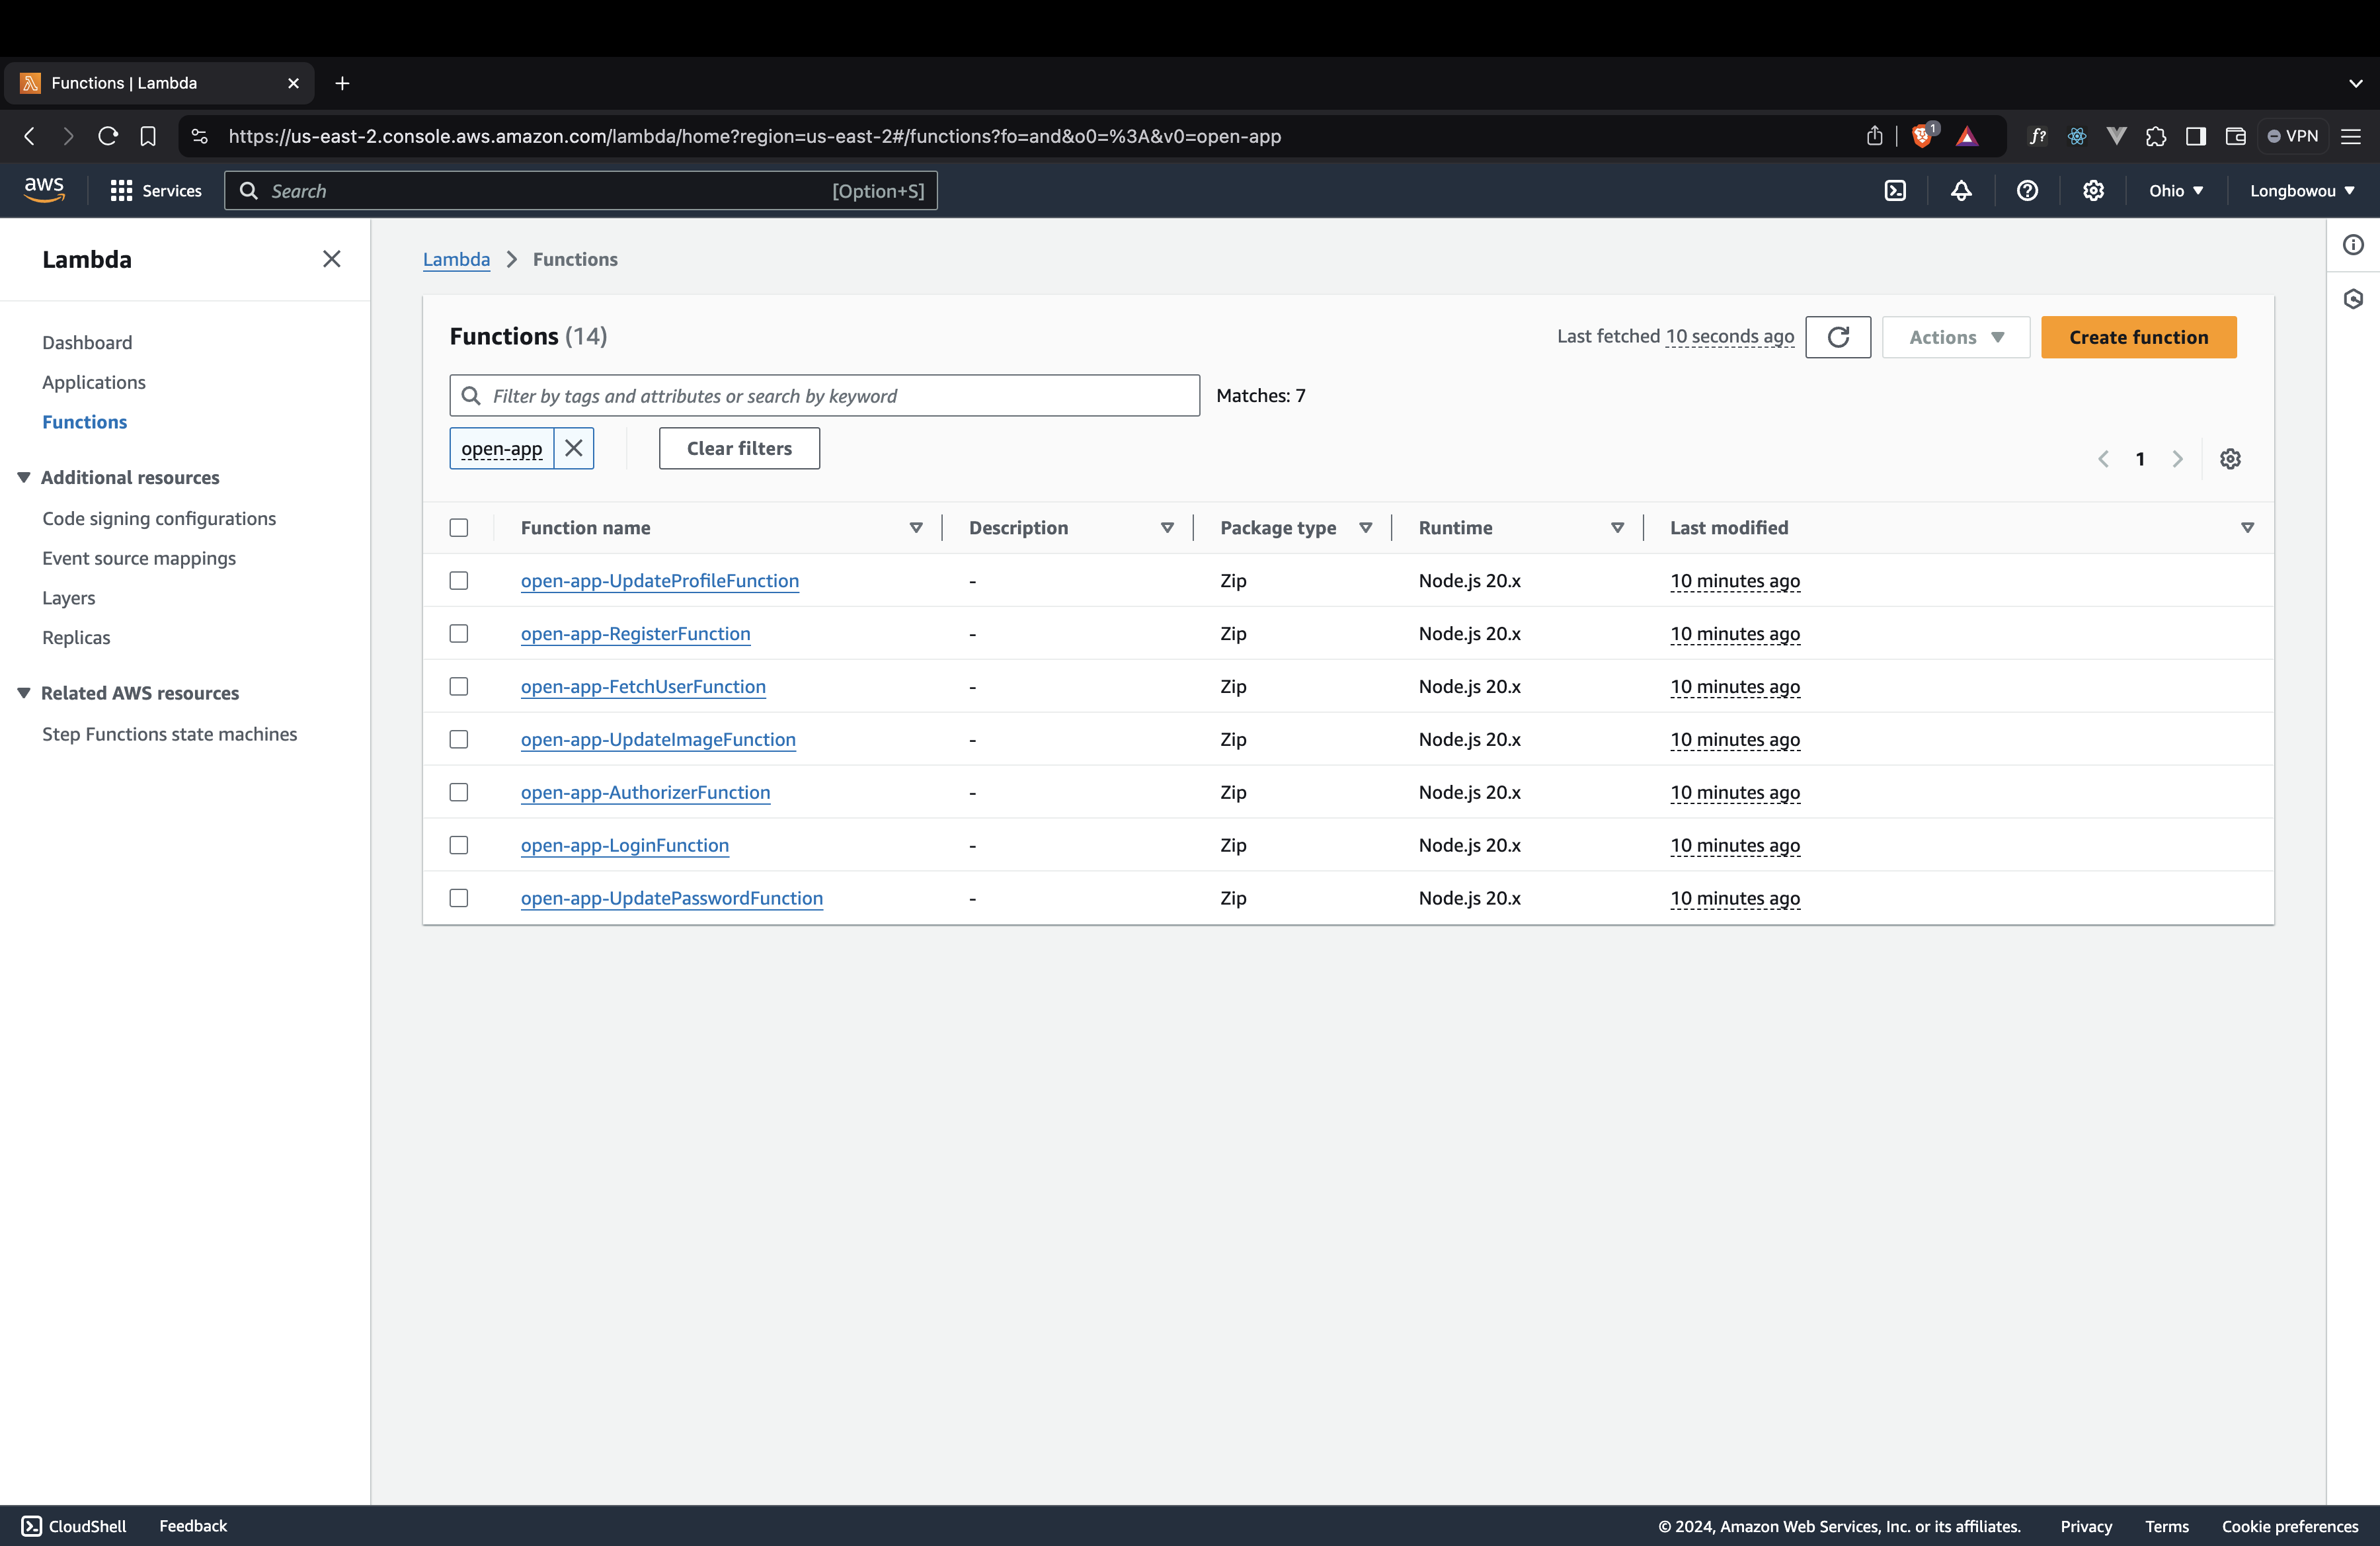 Functions | Lambda
https://us-east-2.console.aws.amazon.com/lambda/home?region=us-east-2#/functions?fo=and&o0=%3A&v0=open-app
1
f?
VPN
aws
Services
Search
[Option+S]
Ohio
Longbowou
Lambda
Dashboard
Applications
Functions
Additional resources
Code signing configurations
Event source mappings
Layers
Replicas
Related AWS resources
Step Functions state machines
Lambda > Functions
Functions (14)
Last fetched 10 seconds ago
Actions
Create function
Filter by tags and attributes or search by keyword
Matches: 7
open-app
Clear filters
1
Function name Description Package type Runtime Last modified
open-app-UpdateProfileFunction - Zip Node.js 20.x 10 minutes ago
open-app-RegisterFunction - Zip Node.js 20.x 10 minutes ago
open-app-FetchUserFunction - Zip Node.js 20.x 10 minutes ago
open-app-UpdateImageFunction - Zip Node.js 20.x 10 minutes ago
open-app-AuthorizerFunction - Zip Node.js 20.x 10 minutes ago
open-app-LoginFunction - Zip Node.js 20.x 10 minutes ago
open-app-UpdatePasswordFunction - Zip Node.js 20.x 10 minutes ago
CloudShell Feedback © 2024, Amazon Web Services, Inc. or its affiliates. Privacy Terms Cookie preferences